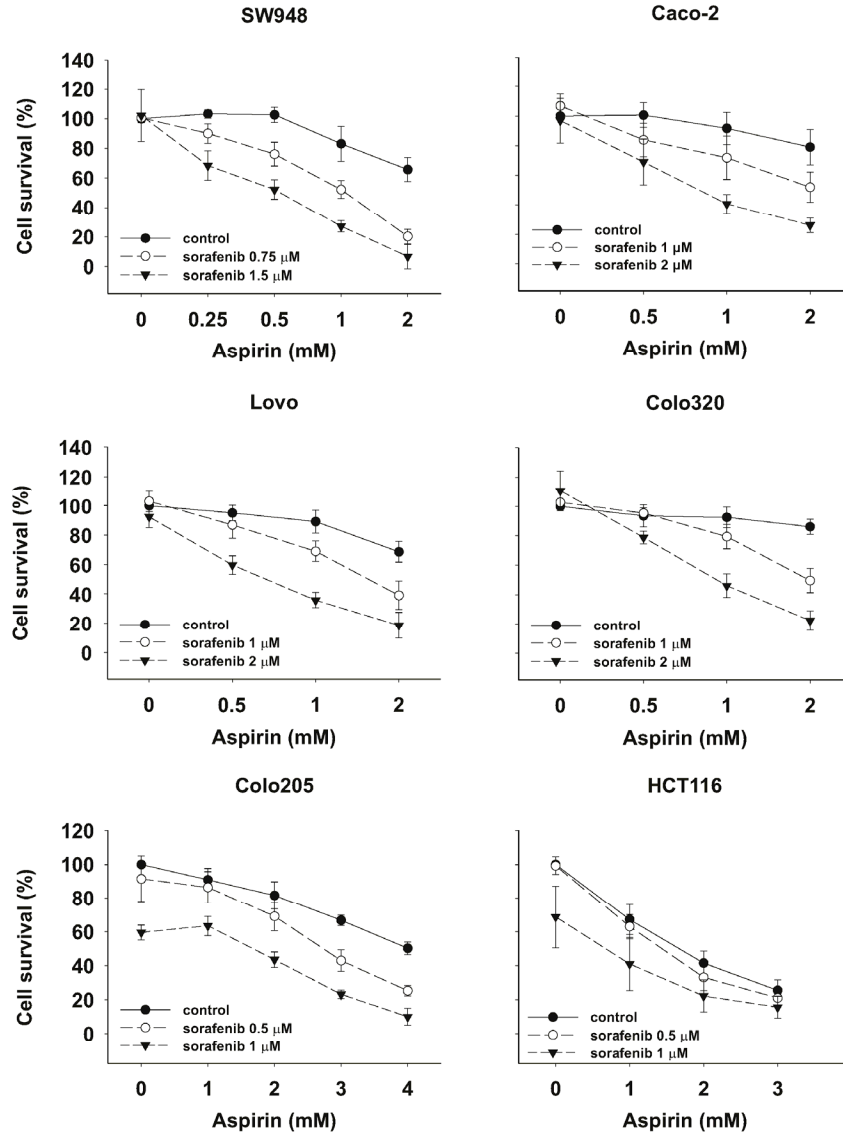 SW948
Cell survival (%)
140
120
100
80
60
40
20
0
control
sorafenib 0.75 μM
sorafenib 1.5 μM
0 0.25 0.5 1 2
Aspirin (mM)
Caco-2
control
sorafenib 1 μM
sorafenib 2 μM
0 0.5 1 2
Aspirin (mM)
Lovo
Cell survival (%)
140
120
100
80
60
40
20
0
control
sorafenib 1 μM
sorafenib 2 μM
0 0.5 1 2
Aspirin (mM)
Colo320
control
sorafenib 1 μM
sorafenib 2 μM
0 0.5 1 2
Aspirin (mM)
Colo205
Cell survival (%)
120
100
80
60
40
20
0
control
sorafenib 0.5 μM
sorafenib 1 μM
0 1 2 3 4
Aspirin (mM)
HCT116
control
sorafenib 0.5 μM
sorafenib 1 μM
0 1 2 3
Aspirin (mM)